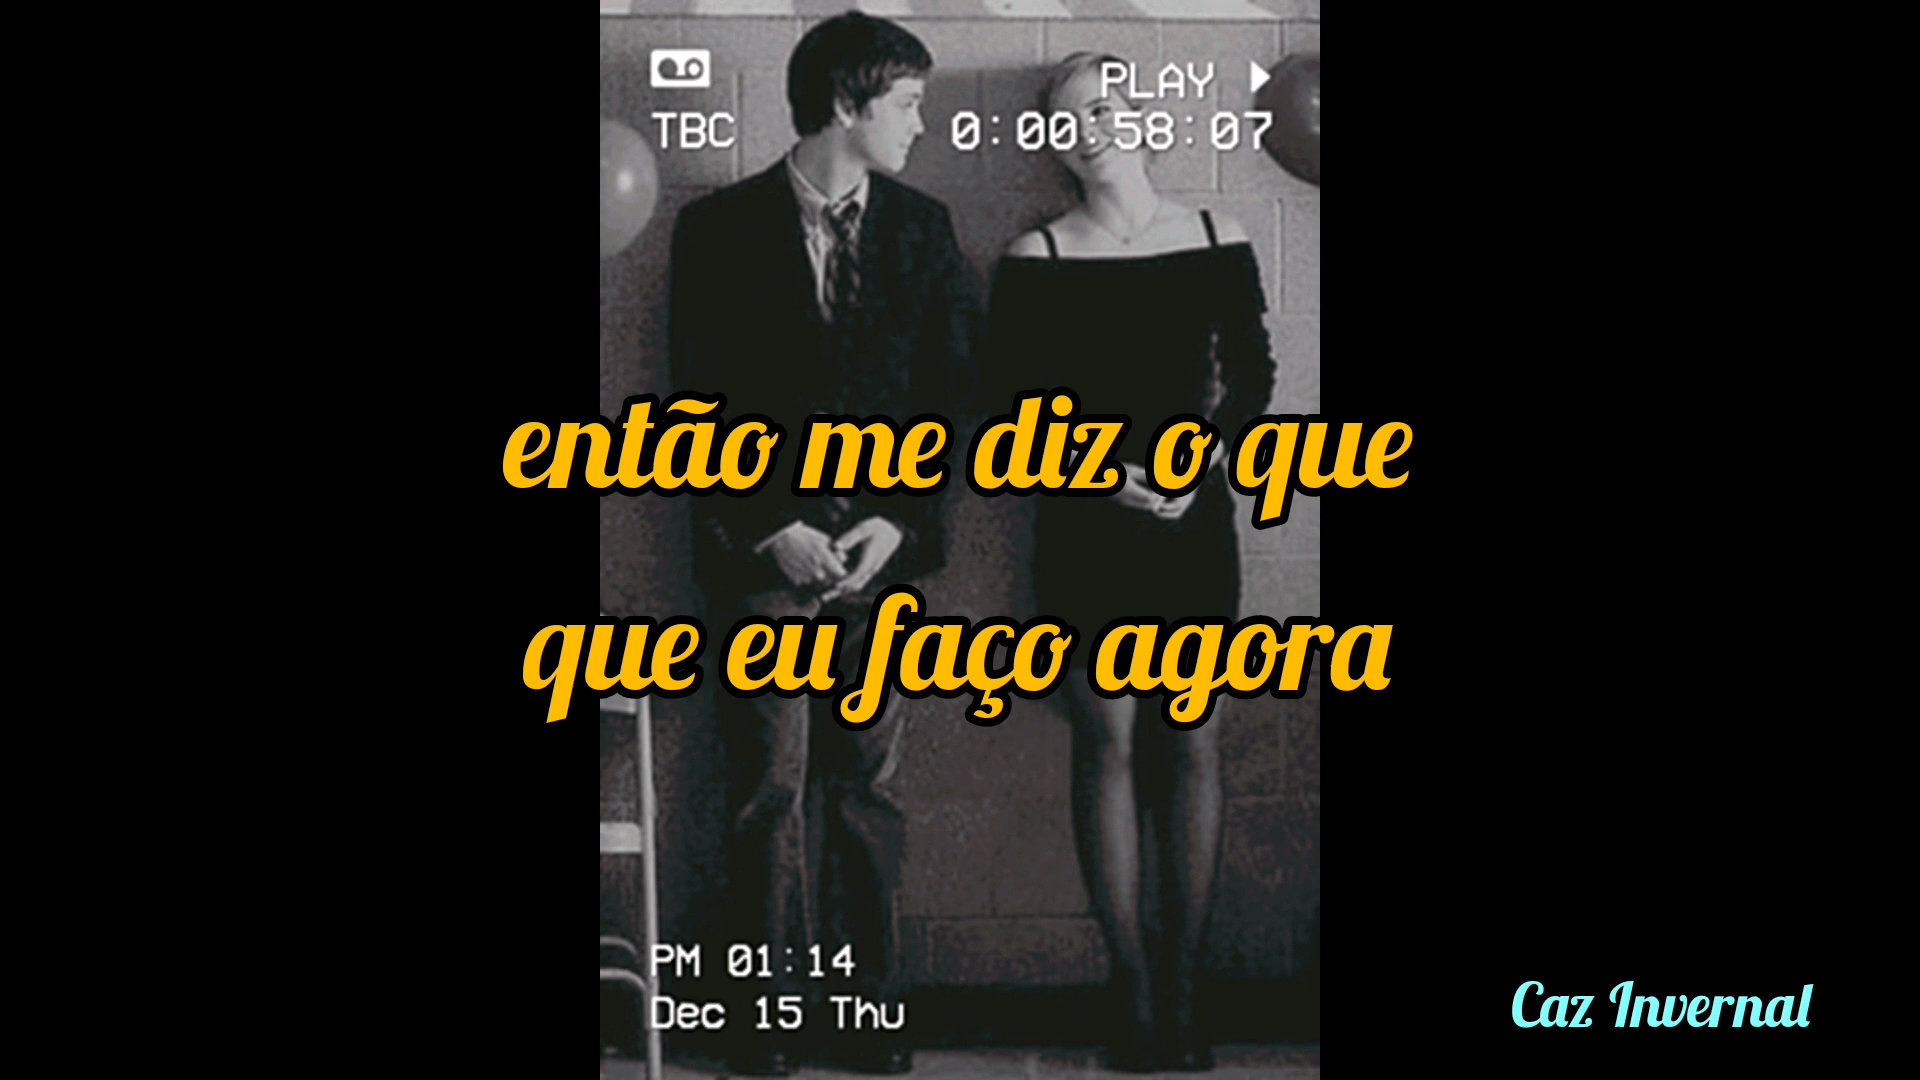 PLAY
TBC
0:00:58:07
então me diz o que
que eu faço agora
PM 01:14
Dec 15 Thu
Caz Invernal